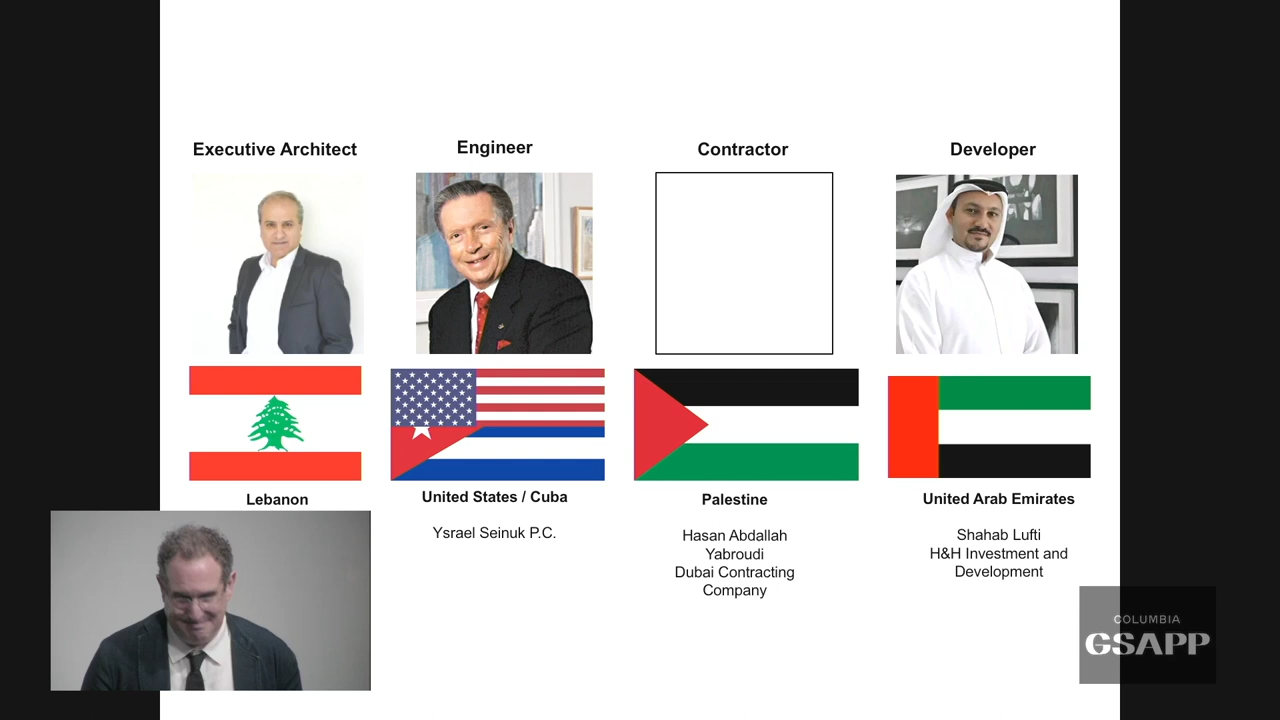 Executive Architect
Engineer
Contractor
Developer
Lebanon
United States / Cuba
Palestine
United Arab Emirates
Ysrael Seinuk P.C.
Hasan Abdallah
Yabroudi
Dubai Contracting
Company
Shahab Lufti
H&H Investment and
Development
COLUMBIA
GSAPP